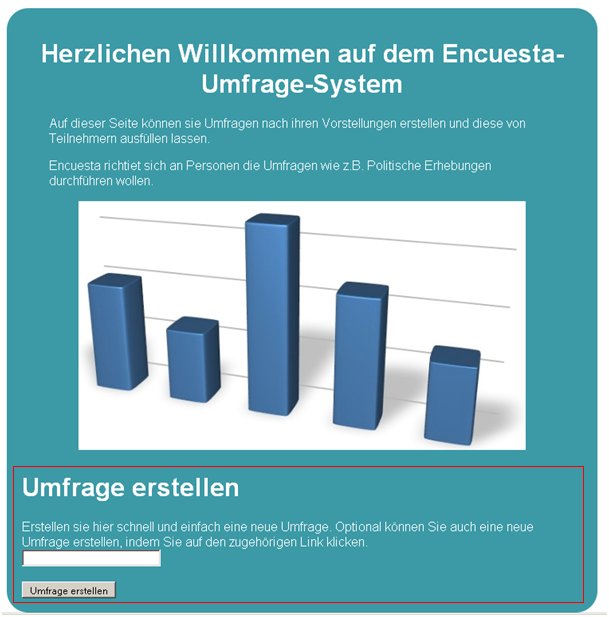 Herzlichen Willkommen auf dem Encuesta-
Umfrage-System
Auf dieser Seite können sie Umfragen nach ihren Vorstellungen erstellen und diese von
Teilnehmern ausfüllen lassen.
Encuesta richtiet sich an Personen die Umfragen wie z.B. Politische Erhebungen
durchführen wollen.
Umfrage erstellen
Erstellen sie hier schnell und einfach eine neue Umfrage. Optional können Sie auch eine neue
Umfrage erstellen, indem Sie auf den zugehörigen Link klicken.
Umfrage erstellen